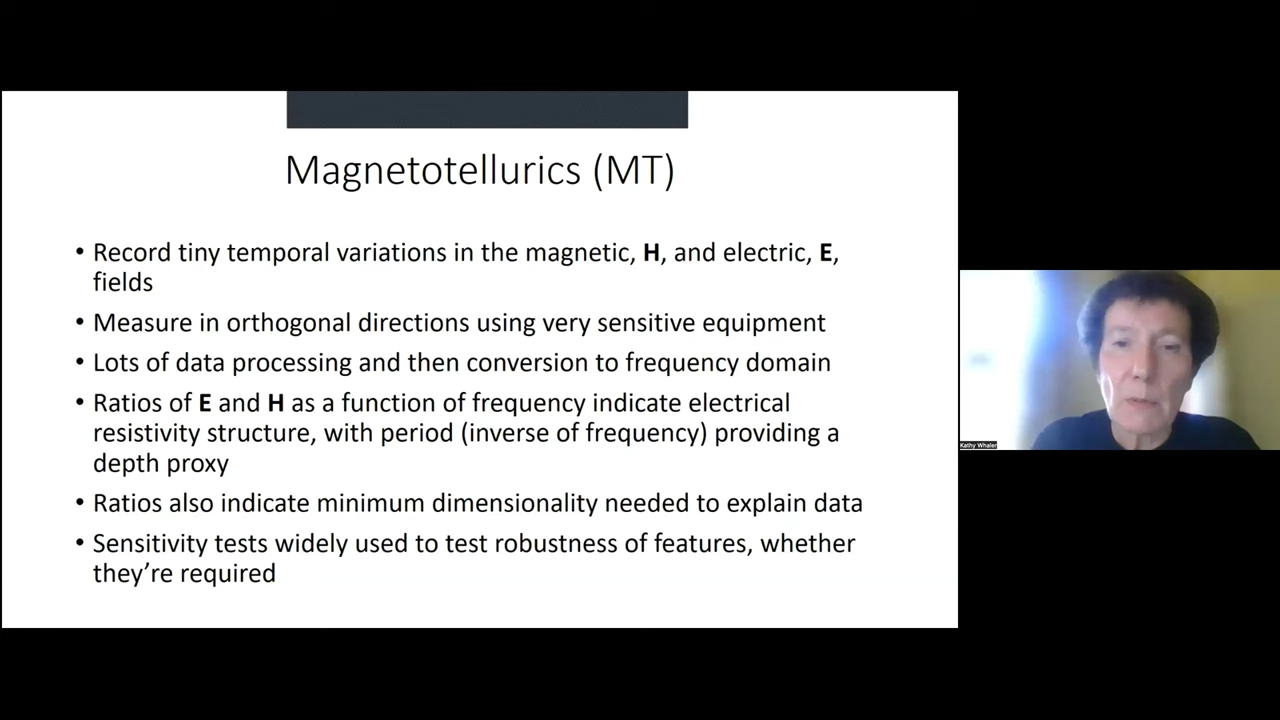 Magnetotellurics (MT)
• Record tiny temporal variations in the magnetic, H, and electric, E,
fields
• Measure in orthogonal directions using very sensitive equipment
• Lots of data processing and then conversion to frequency domain
• Ratios of E and H as a function of frequency indicate electrical
resistivity structure, with period (inverse of frequency) providing a
depth proxy
• Ratios also indicate minimum dimensionality needed to explain data
• Sensitivity tests widely used to test robustness of features, whether
they’re required
Kathy Whaler